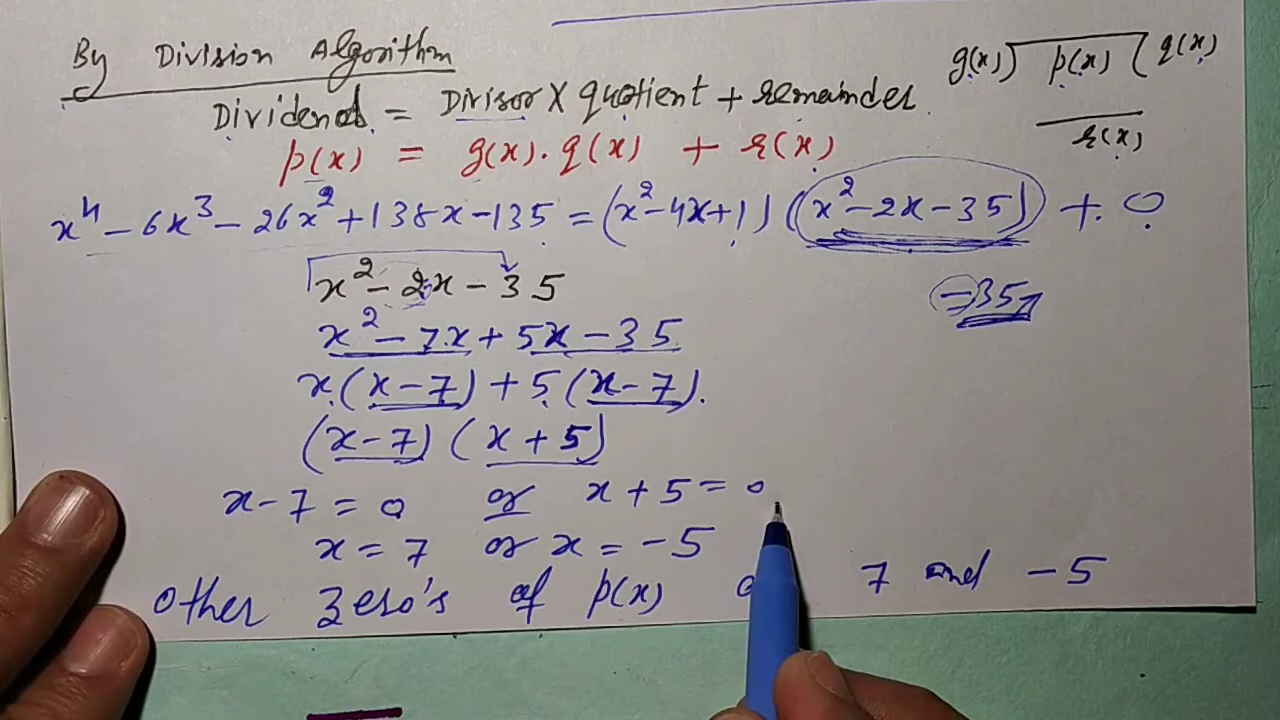 By Division Algorithm
g(x)) p(x) ( q(x)
Dividend = Divisor X quotient + remainder
r(x)
p(x) = g(x). q(x) + r(x)
x⁴ - 6x³ - 26x² + 138x - 135 = (x² - 4x + 1) (x² - 2x - 35) + 0
x² - 2x - 35
- 35
x² - 7x + 5x - 35
x (x - 7) + 5 (x - 7).
(x - 7) (x + 5)
x - 7 = 0 or x + 5 = 0
x = 7 or x = -5
other zero's of p(x) 7 and -5